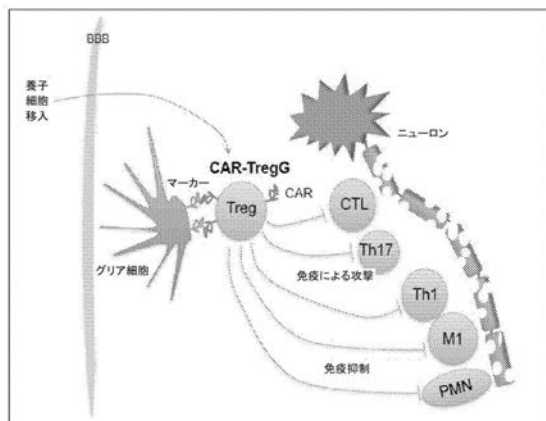 BBB
養子
細胞
移入
ニューロン
CAR-TregG
マーカー
CAR
Treg
CTL
グリア細胞
Th17
免疫による攻撃
Th1
M1
免疫抑制
PMN